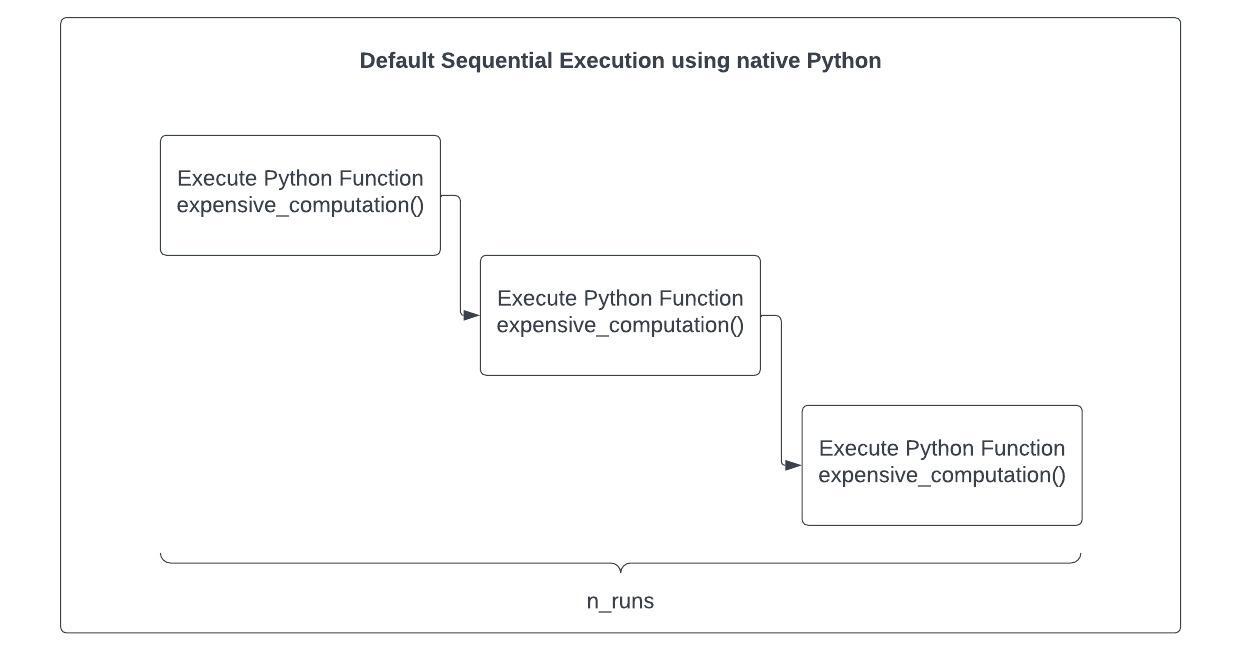 Default Sequential Execution using native Python
Execute Python Function
expensive_computation()
Execute Python Function
expensive_computation()
Execute Python Function
expensive_computation()
n_runs